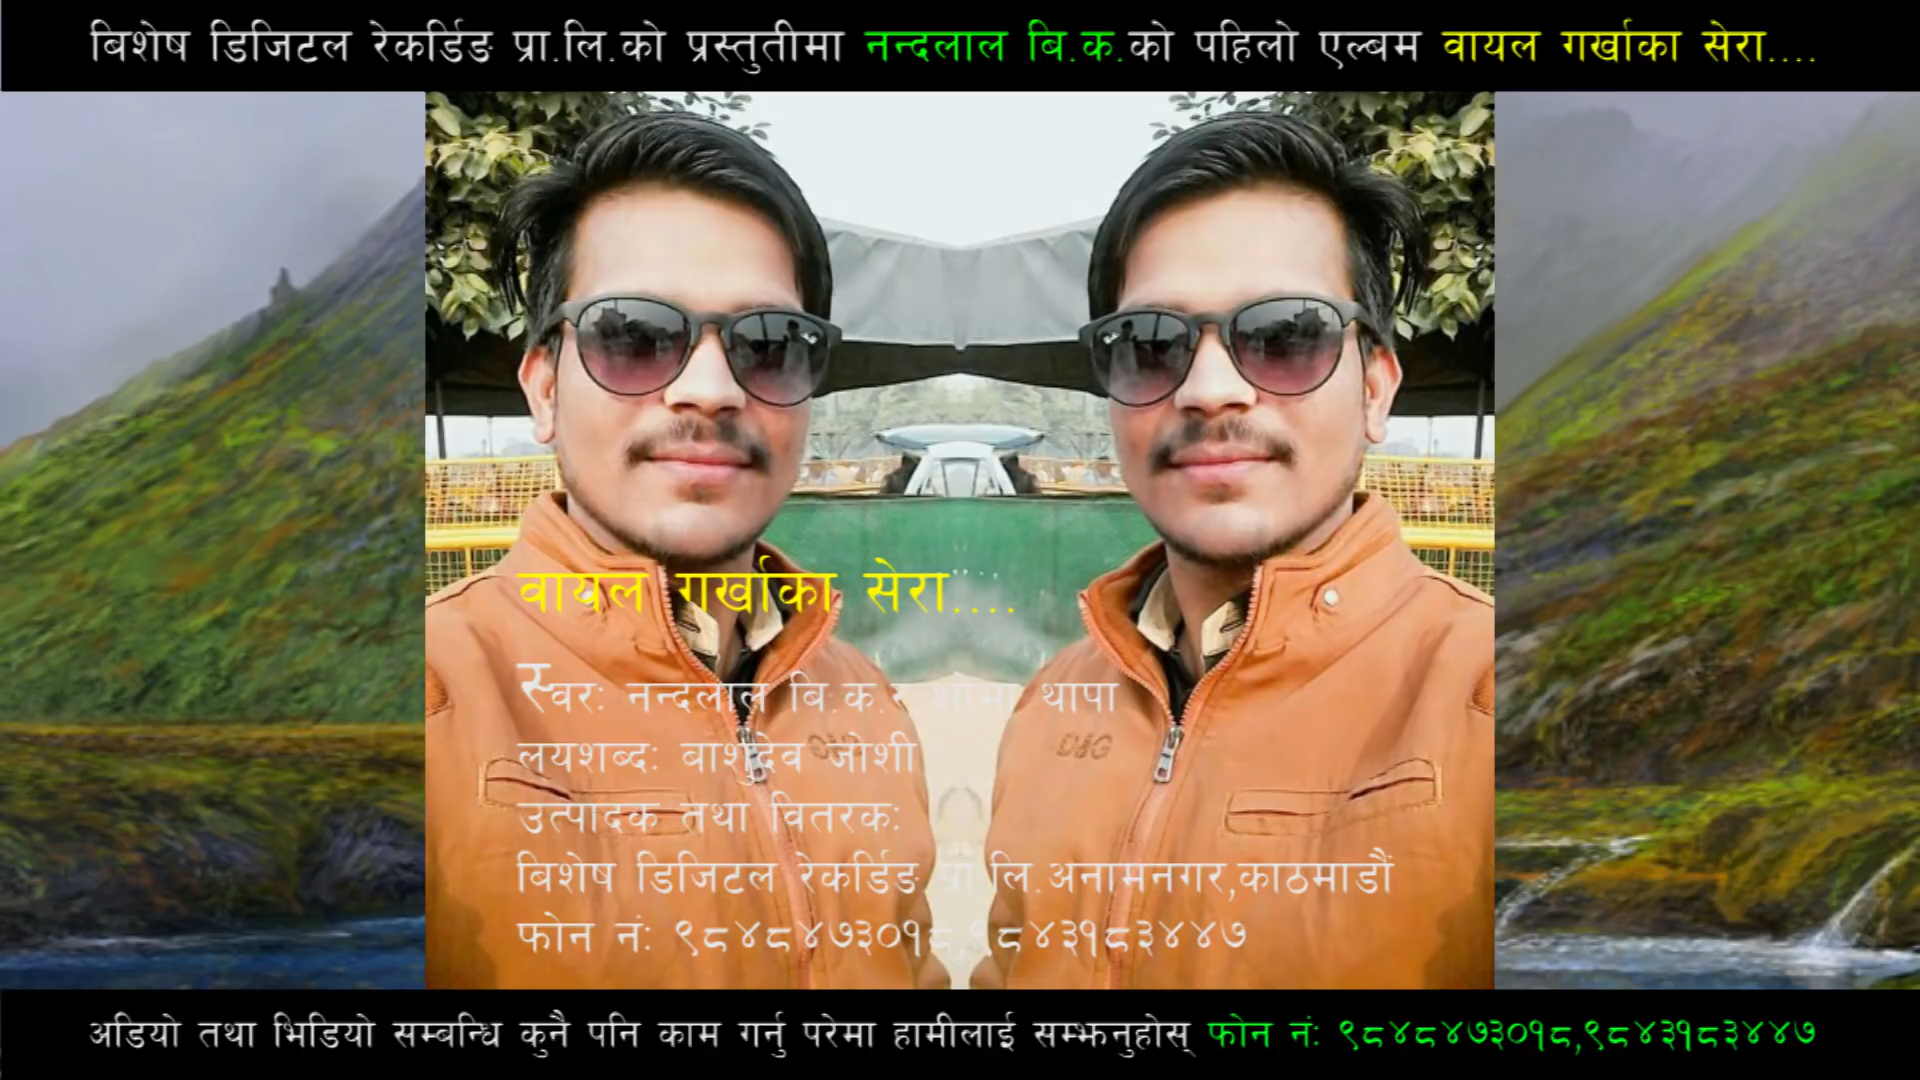 बिशेष डिजिटल रेकर्डिङ प्रा.लि.को प्रस्तुतीमा नन्दलाल बि.क.को पहिलो एल्बम वायल गर्खाका सेरा....
वायल गर्खाका सेरा....
स्वरः नन्दलाल बि.क. र थापा
लयशब्दः बाशुदेव जोशी
D&G
उत्पादक तथा वितरकः
बिशेष डिजिटल रेकर्डिङ प्रा.लि.अनामनगर,काठमाडौं
फोन नंः ९८४८४७३०१८,९८४३१८३४४७
अडियो तथा भिडियो सम्बन्धि कुनै पनि काम गर्नु परेमा हामीलाई सम्झनुहोस् फोन नंः ९८४८४७३०१८,९८४३१८३४४७